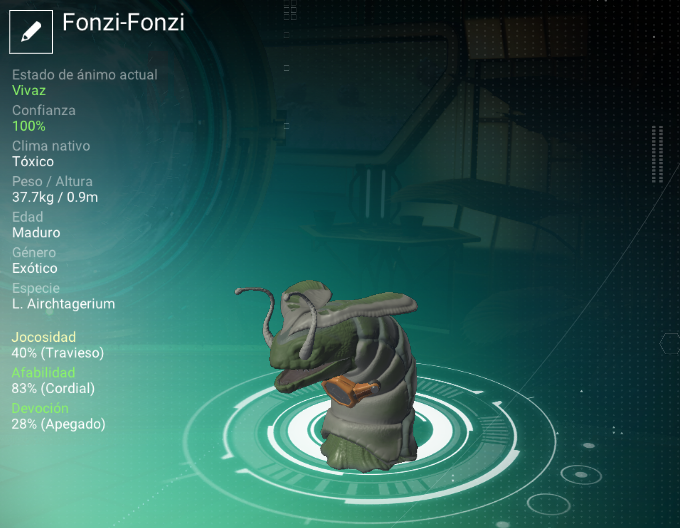 Fonzi-Fonzi
Estado de ánimo actual
Vivaz
Confianza
100%
Clima nativo
Tóxico
Peso / Altura
37.7kg / 0.9m
Edad
Maduro
Género
Exótico
Especie
L. Airchtagerium
Jocosidad
40% (Travieso)
Afabilidad
83% (Cordial)
Devoción
28% (Apegado)